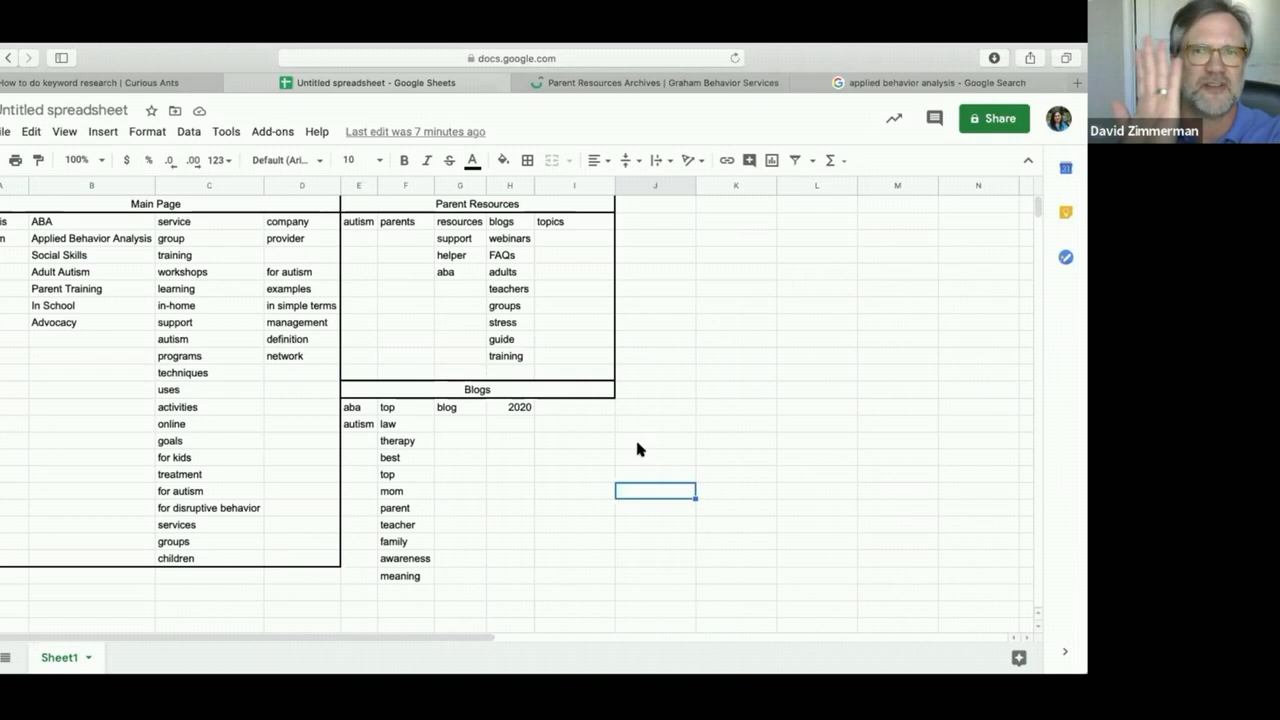 docs.google.com
How to do keyword research | Curious Ants
Untitled spreadsheet - Google Sheets
Parent Resources Archives | Graham Behavior Services
applied behavior analysis - Google Search
Untitled spreadsheet
Edit View Insert Format Data Tools Add-ons Help Last edit was 7 minutes ago
Share
David Zimmerman
100% $ % .0 .00 123 Default (Ari... 10 B I S A
A B C D E F G H I J K L M N
Main Page Parent Resources
ABA service company autism parents resources blogs topics
Applied Behavior Analysis group provider support webinars
Social Skills training helper FAQs
Adult Autism workshops for autism aba adults
Parent Training learning examples teachers
In School in-home in simple terms groups
Advocacy support management stress
autism definition guide
programs network training
techniques
uses Blogs
activities aba top blog 2020
online autism law
goals therapy
for kids best
treatment top
for autism mom
for disruptive behavior parent
services teacher
groups family
children awareness
meaning
Sheet1